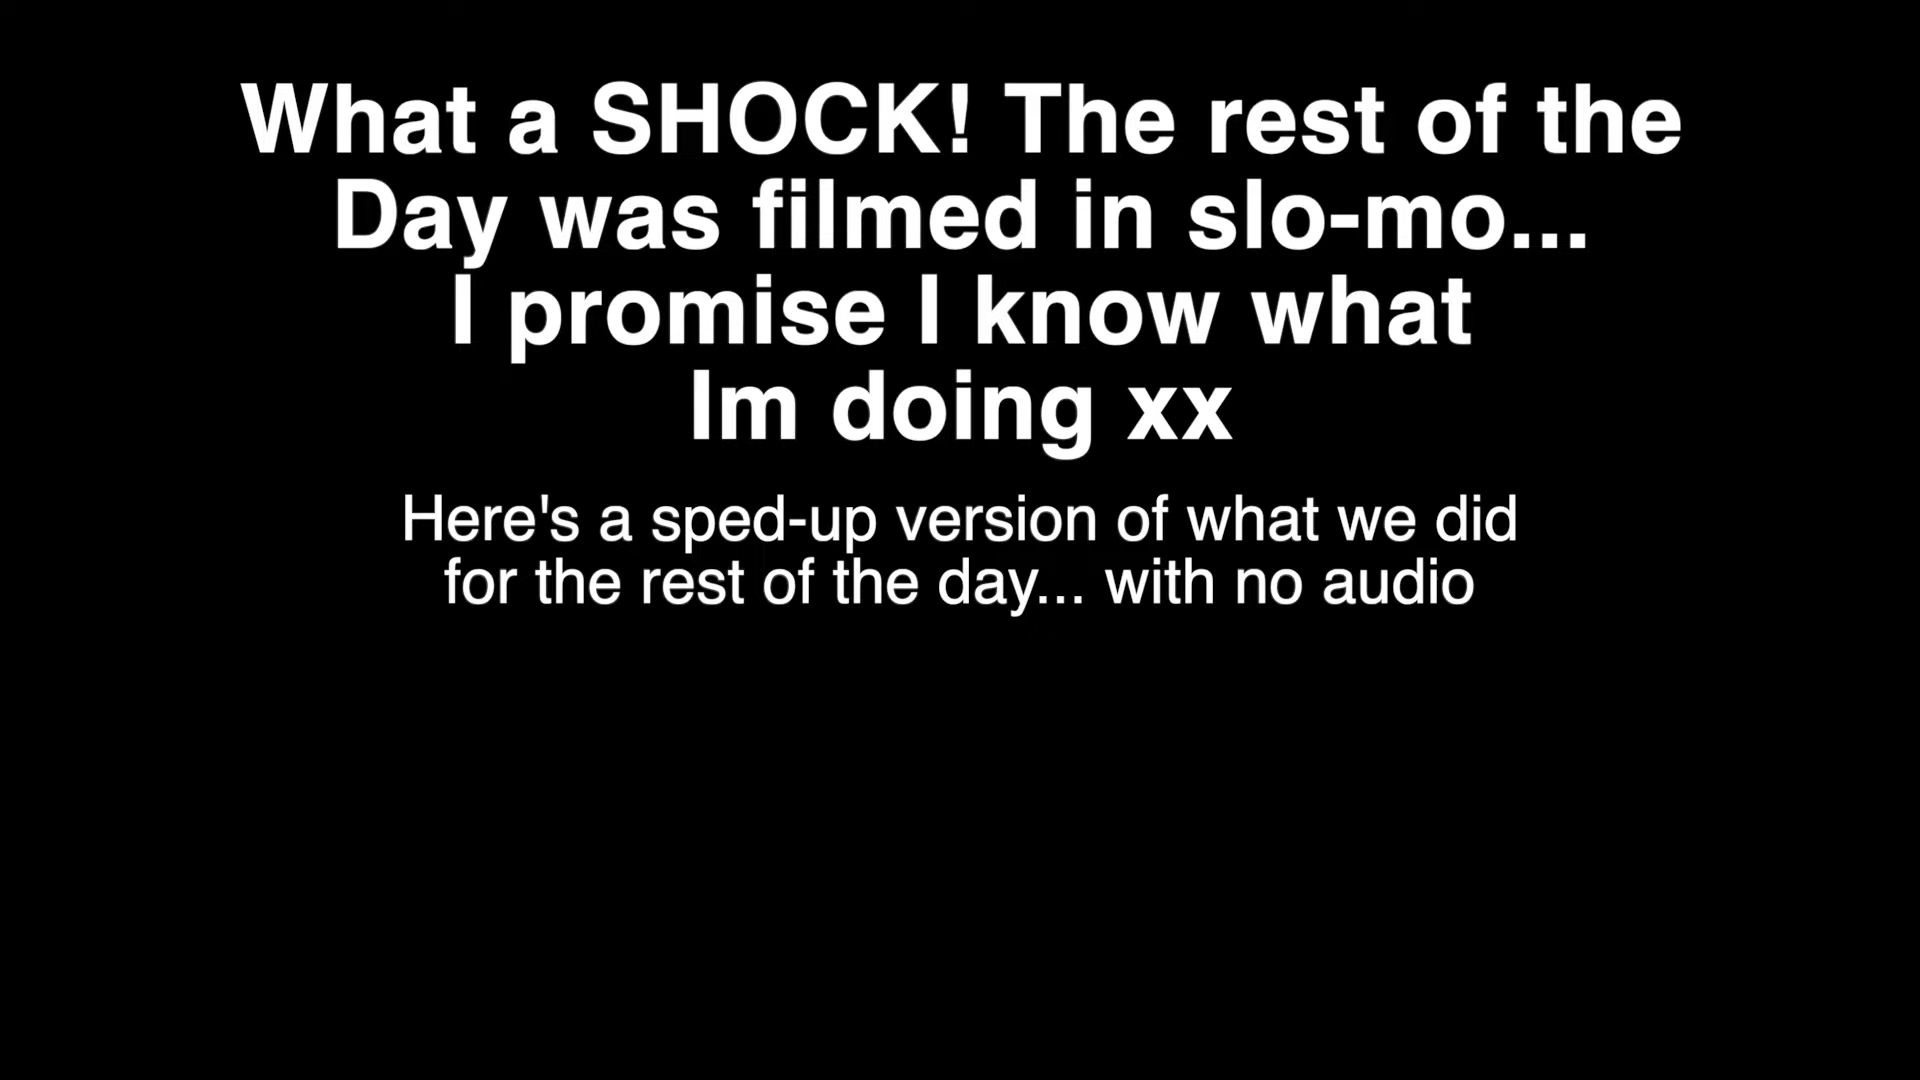 What a SHOCK! The rest of the
Day was filmed in slo-mo...
I promise I know what
Im doing xx
Here's a sped-up version of what we did
for the rest of the day... with no audio